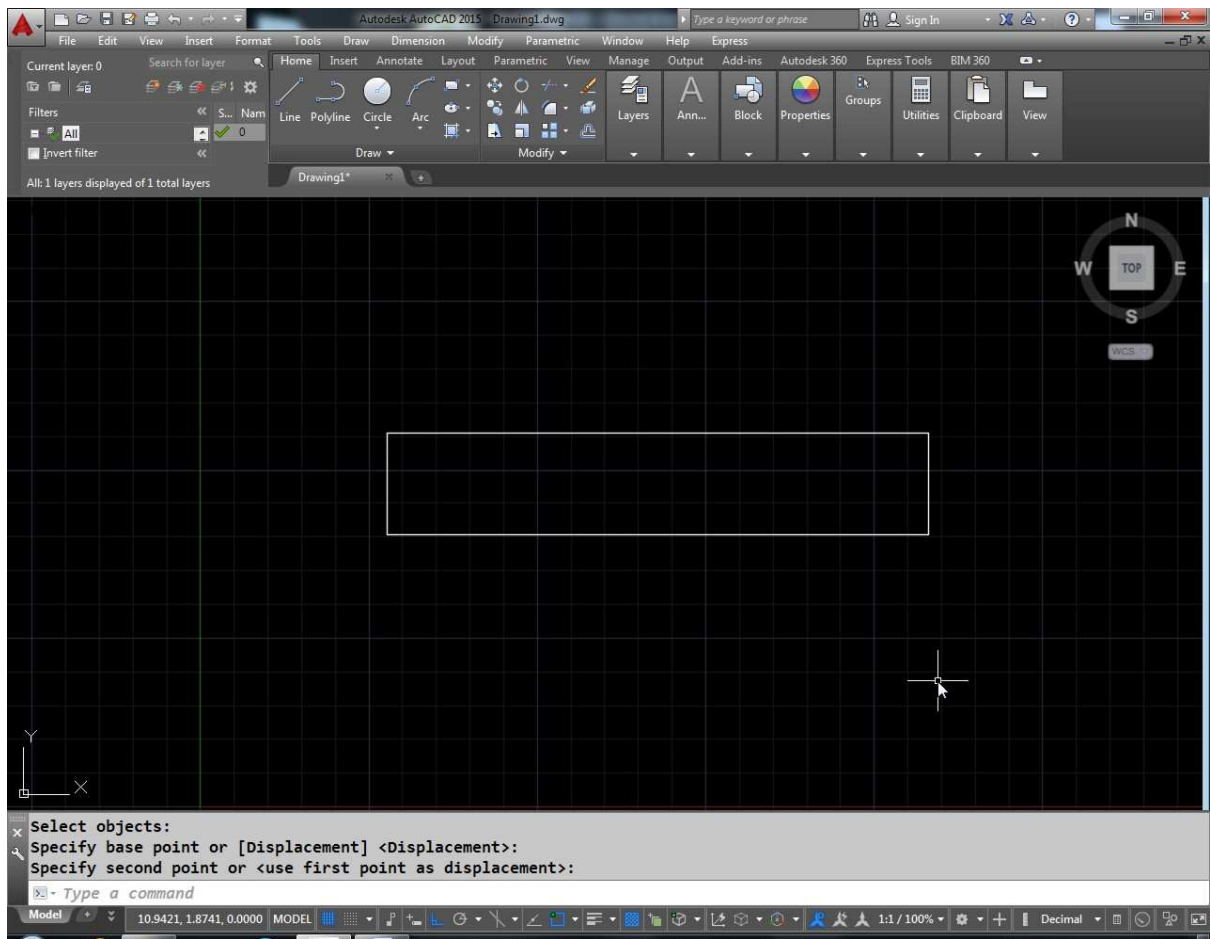 Autodesk AutoCAD 2015 Drawing1.dwg
Type a keyword or phrase
Sign In
File Edit View Insert Format Tools Draw Dimension Modify Parametric Window Help Express
Current layer: 0
Search for layer
Home Insert Annotate Layout Parametric View Manage Output Add-ins Autodesk 360 Express Tools BIM 360
Filters
S... Nam
All
0
Invert filter
All: 1 layers displayed of 1 total layers
Line Polyline Circle Arc
Draw
Modify
Layers
Ann...
Block
Properties
Groups
Utilities
Clipboard
View
Drawing1*
N
W TOP E
S
WCS
Y
X
Select objects:
Specify base point or [Displacement] <Displacement>:
Specify second point or <use first point as displacement>:
Type a command
Model
10.9421, 1.8741, 0.0000 MODEL
1:1 / 100%
Decimal